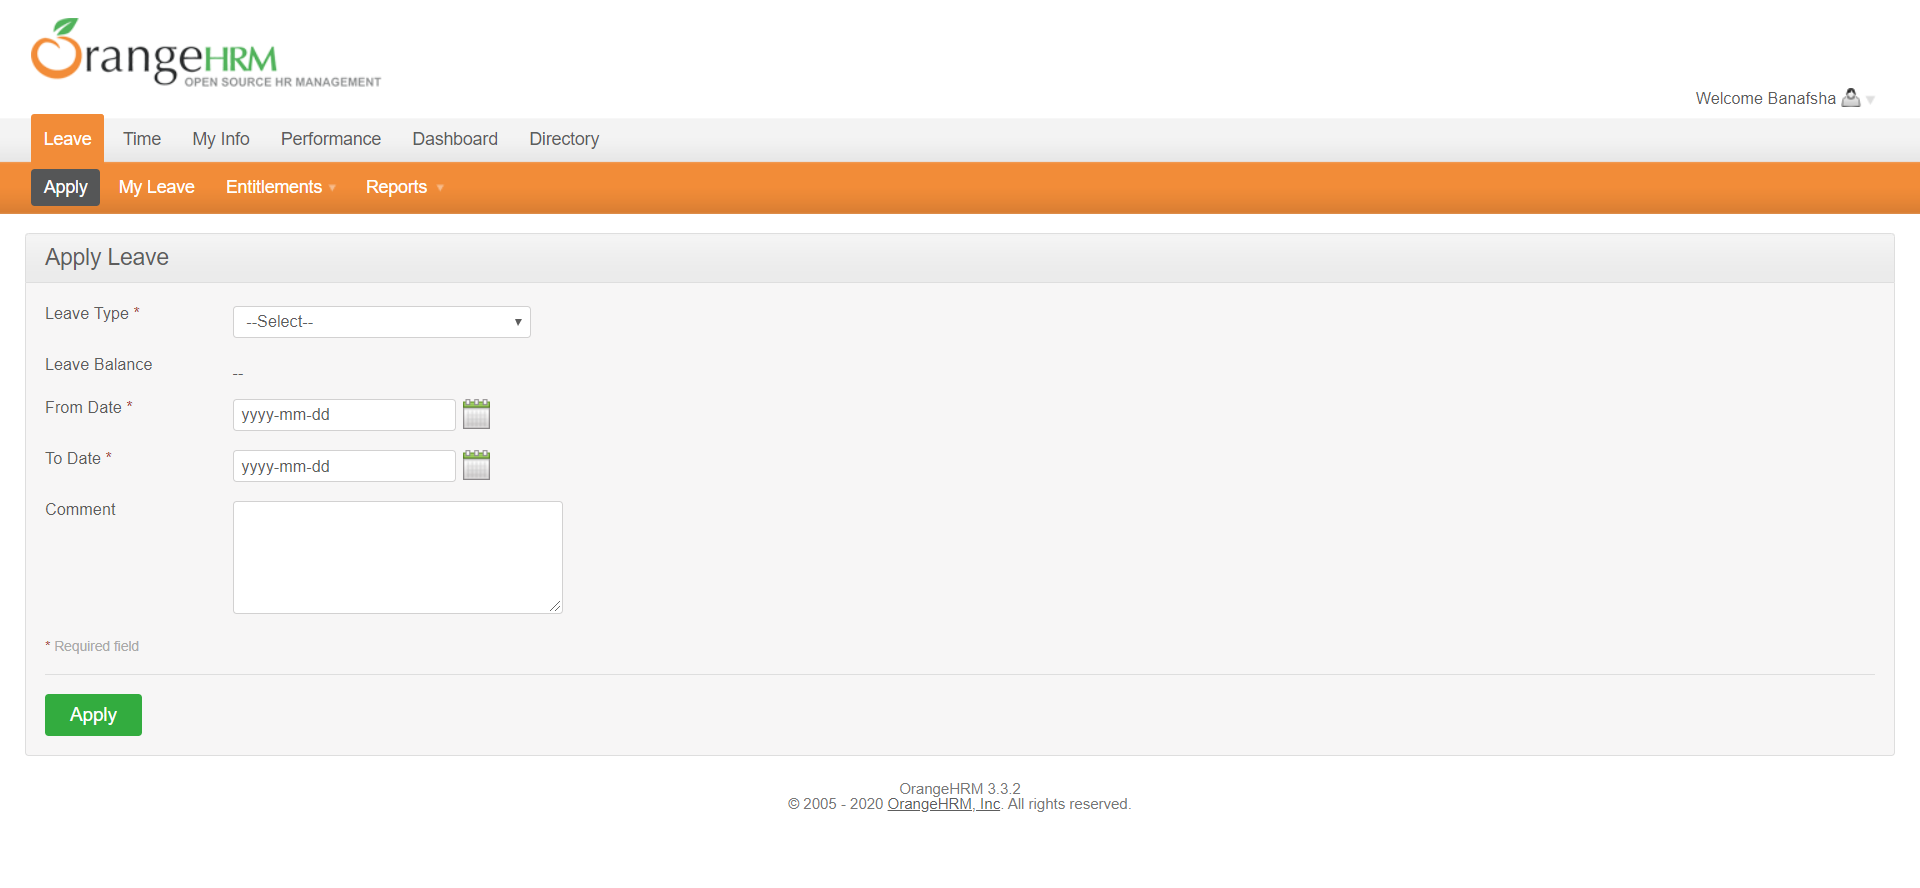 OrangeHRM
OPEN SOURCE HR MANAGEMENT
Welcome Banafsha
Leave Time My Info Performance Dashboard Directory
Apply My Leave Entitlements Reports
Apply Leave
Leave Type * --Select--
Leave Balance --
From Date * yyyy-mm-dd
To Date * yyyy-mm-dd
Comment
* Required field
Apply
OrangeHRM 3.3.2
© 2005 - 2020 OrangeHRM, Inc. All rights reserved.